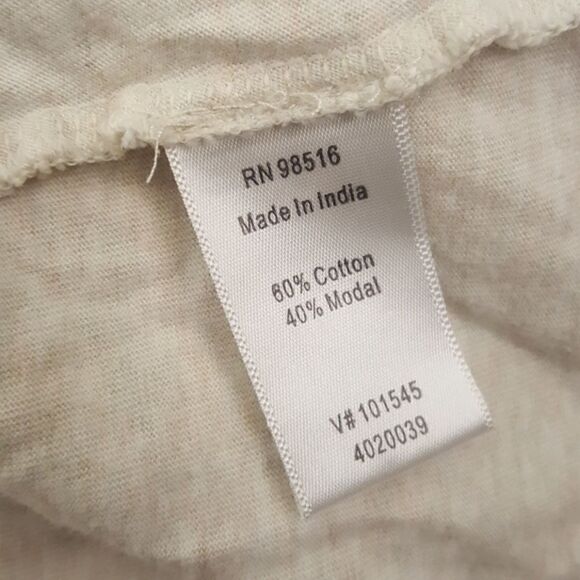 RN 98516
Made In India
60% Cotton
40% Modal
V# 101545
4020039